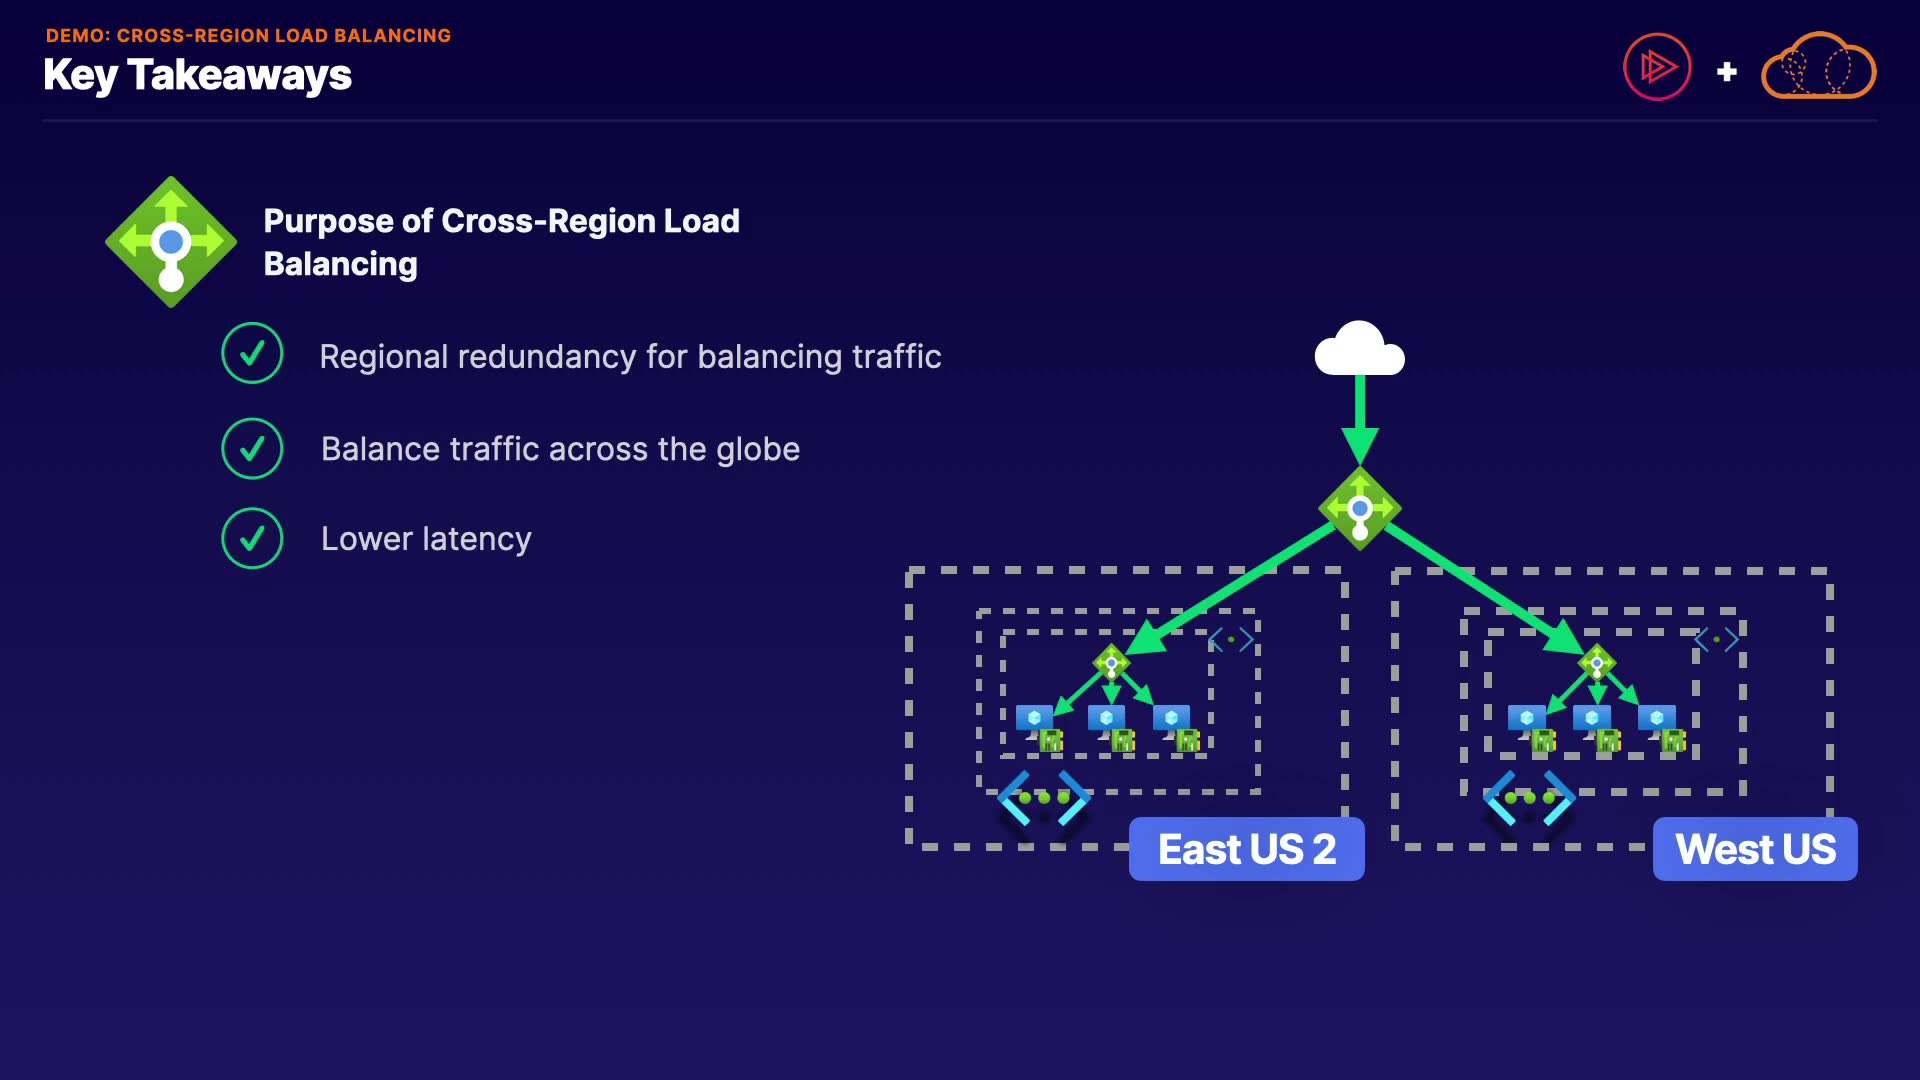 DEMO: CROSS-REGION LOAD BALANCING
Key Takeaways
Purpose of Cross-Region Load
Balancing
Regional redundancy for balancing traffic
Balance traffic across the globe
Lower latency
East US 2
West US